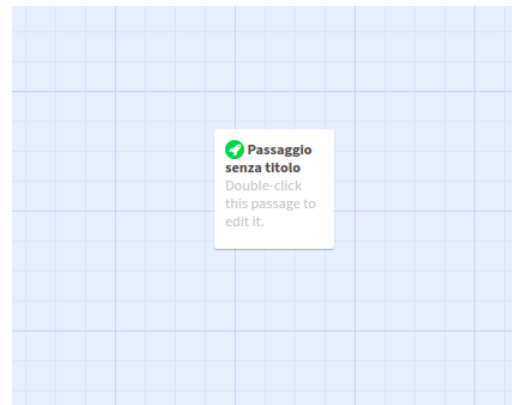 Passaggio
senza titolo
Double-click
this passage to
edit it.